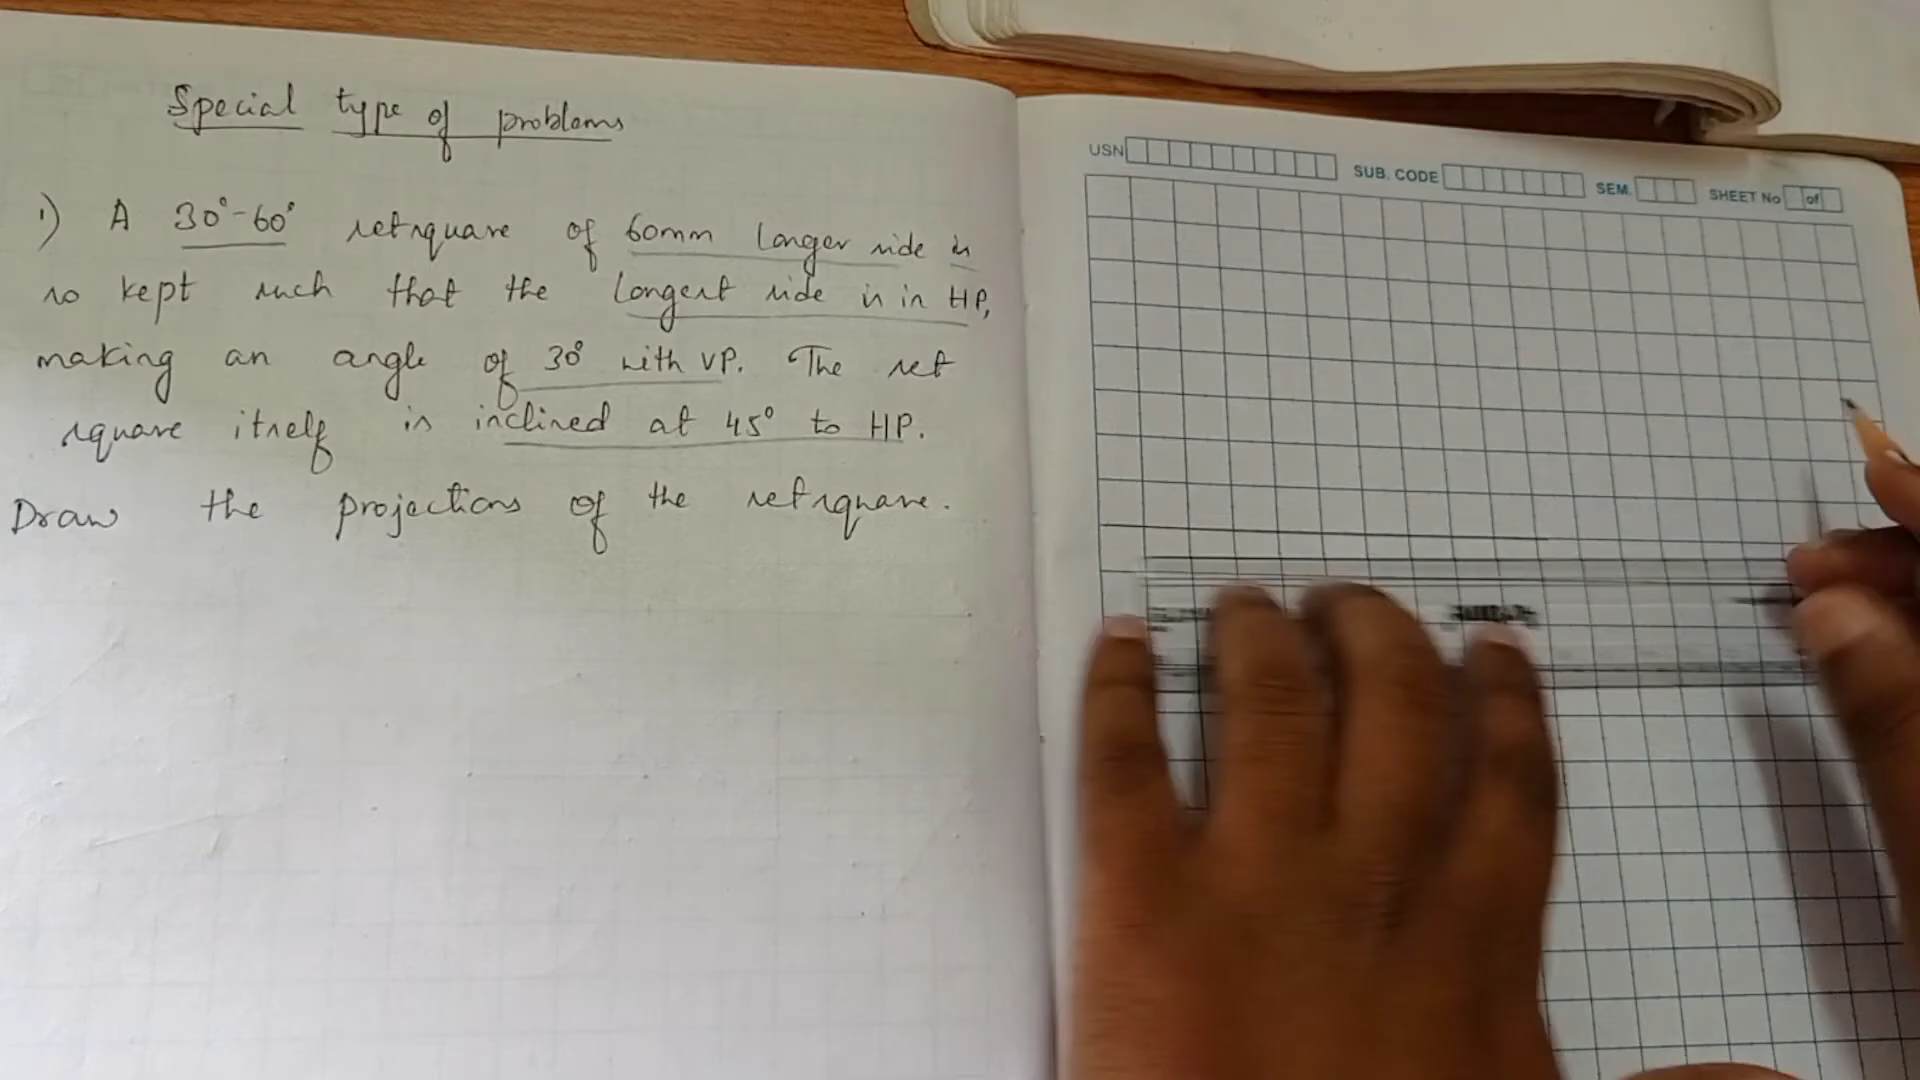 Special type of problems
1) A 30°-60° setsquare of 60mm longer side is
so kept such that the longest side is in HP,
making an angle of 30° with VP. The set
square itself is inclined at 45° to HP.
Draw the projections of the setsquare.
USN SUB. CODE SEM. SHEET No of